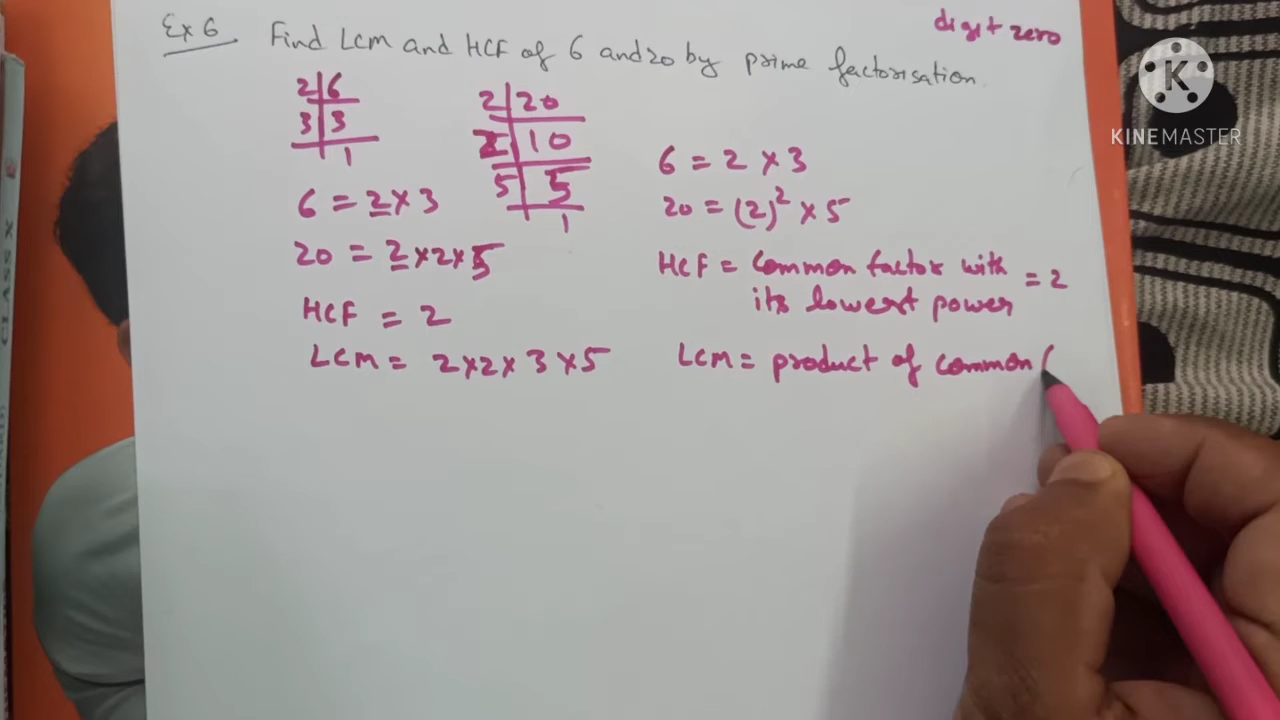 digit zero
Ex 6. Find LCM and HCF of 6 and 20 by prime factorisation.
K
KINEMASTER
2 6
3 3
1
2 20
2 10
5 5
1
6 = 2 × 3
20 = 2 × 2 × 5
HCF = 2
LCM = 2 × 2 × 3 × 5
6 = 2 × 3
20 = (2)² × 5
HCF = Common factor with = 2
its lowest power
LCM = product of common
CLASS X